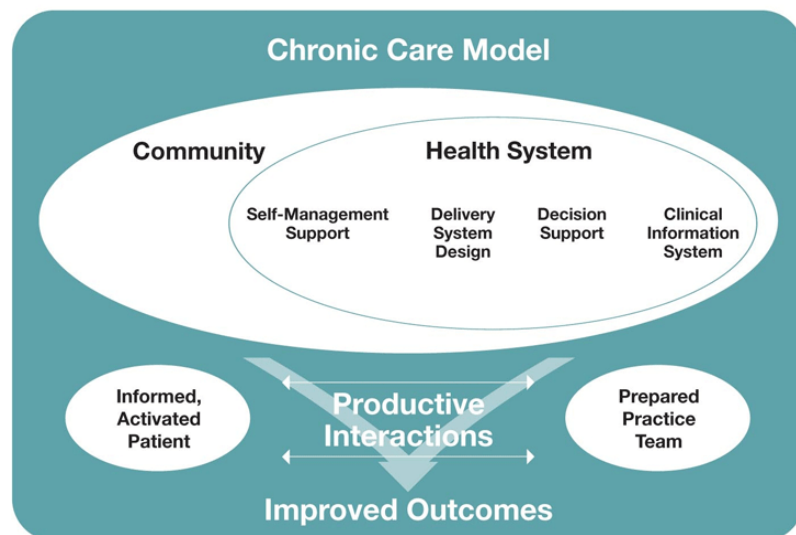 Chronic Care Model
Community
Health System
Self-Management
Support
Delivery
System
Design
Decision
Support
Clinical
Information
System
Informed,
Activated
Patient
Productive
Interactions
Prepared
Practice
Team
Improved Outcomes